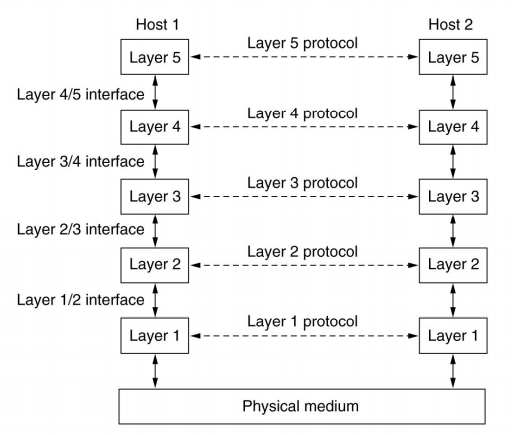 Host 1 Host 2
Layer 5 Layer 5 protocol Layer 5
Layer 4/5 interface
Layer 4 Layer 4 protocol Layer 4
Layer 3/4 interface
Layer 3 Layer 3 protocol Layer 3
Layer 2/3 interface
Layer 2 Layer 2 protocol Layer 2
Layer 1/2 interface
Layer 1 Layer 1 protocol Layer 1
Physical medium